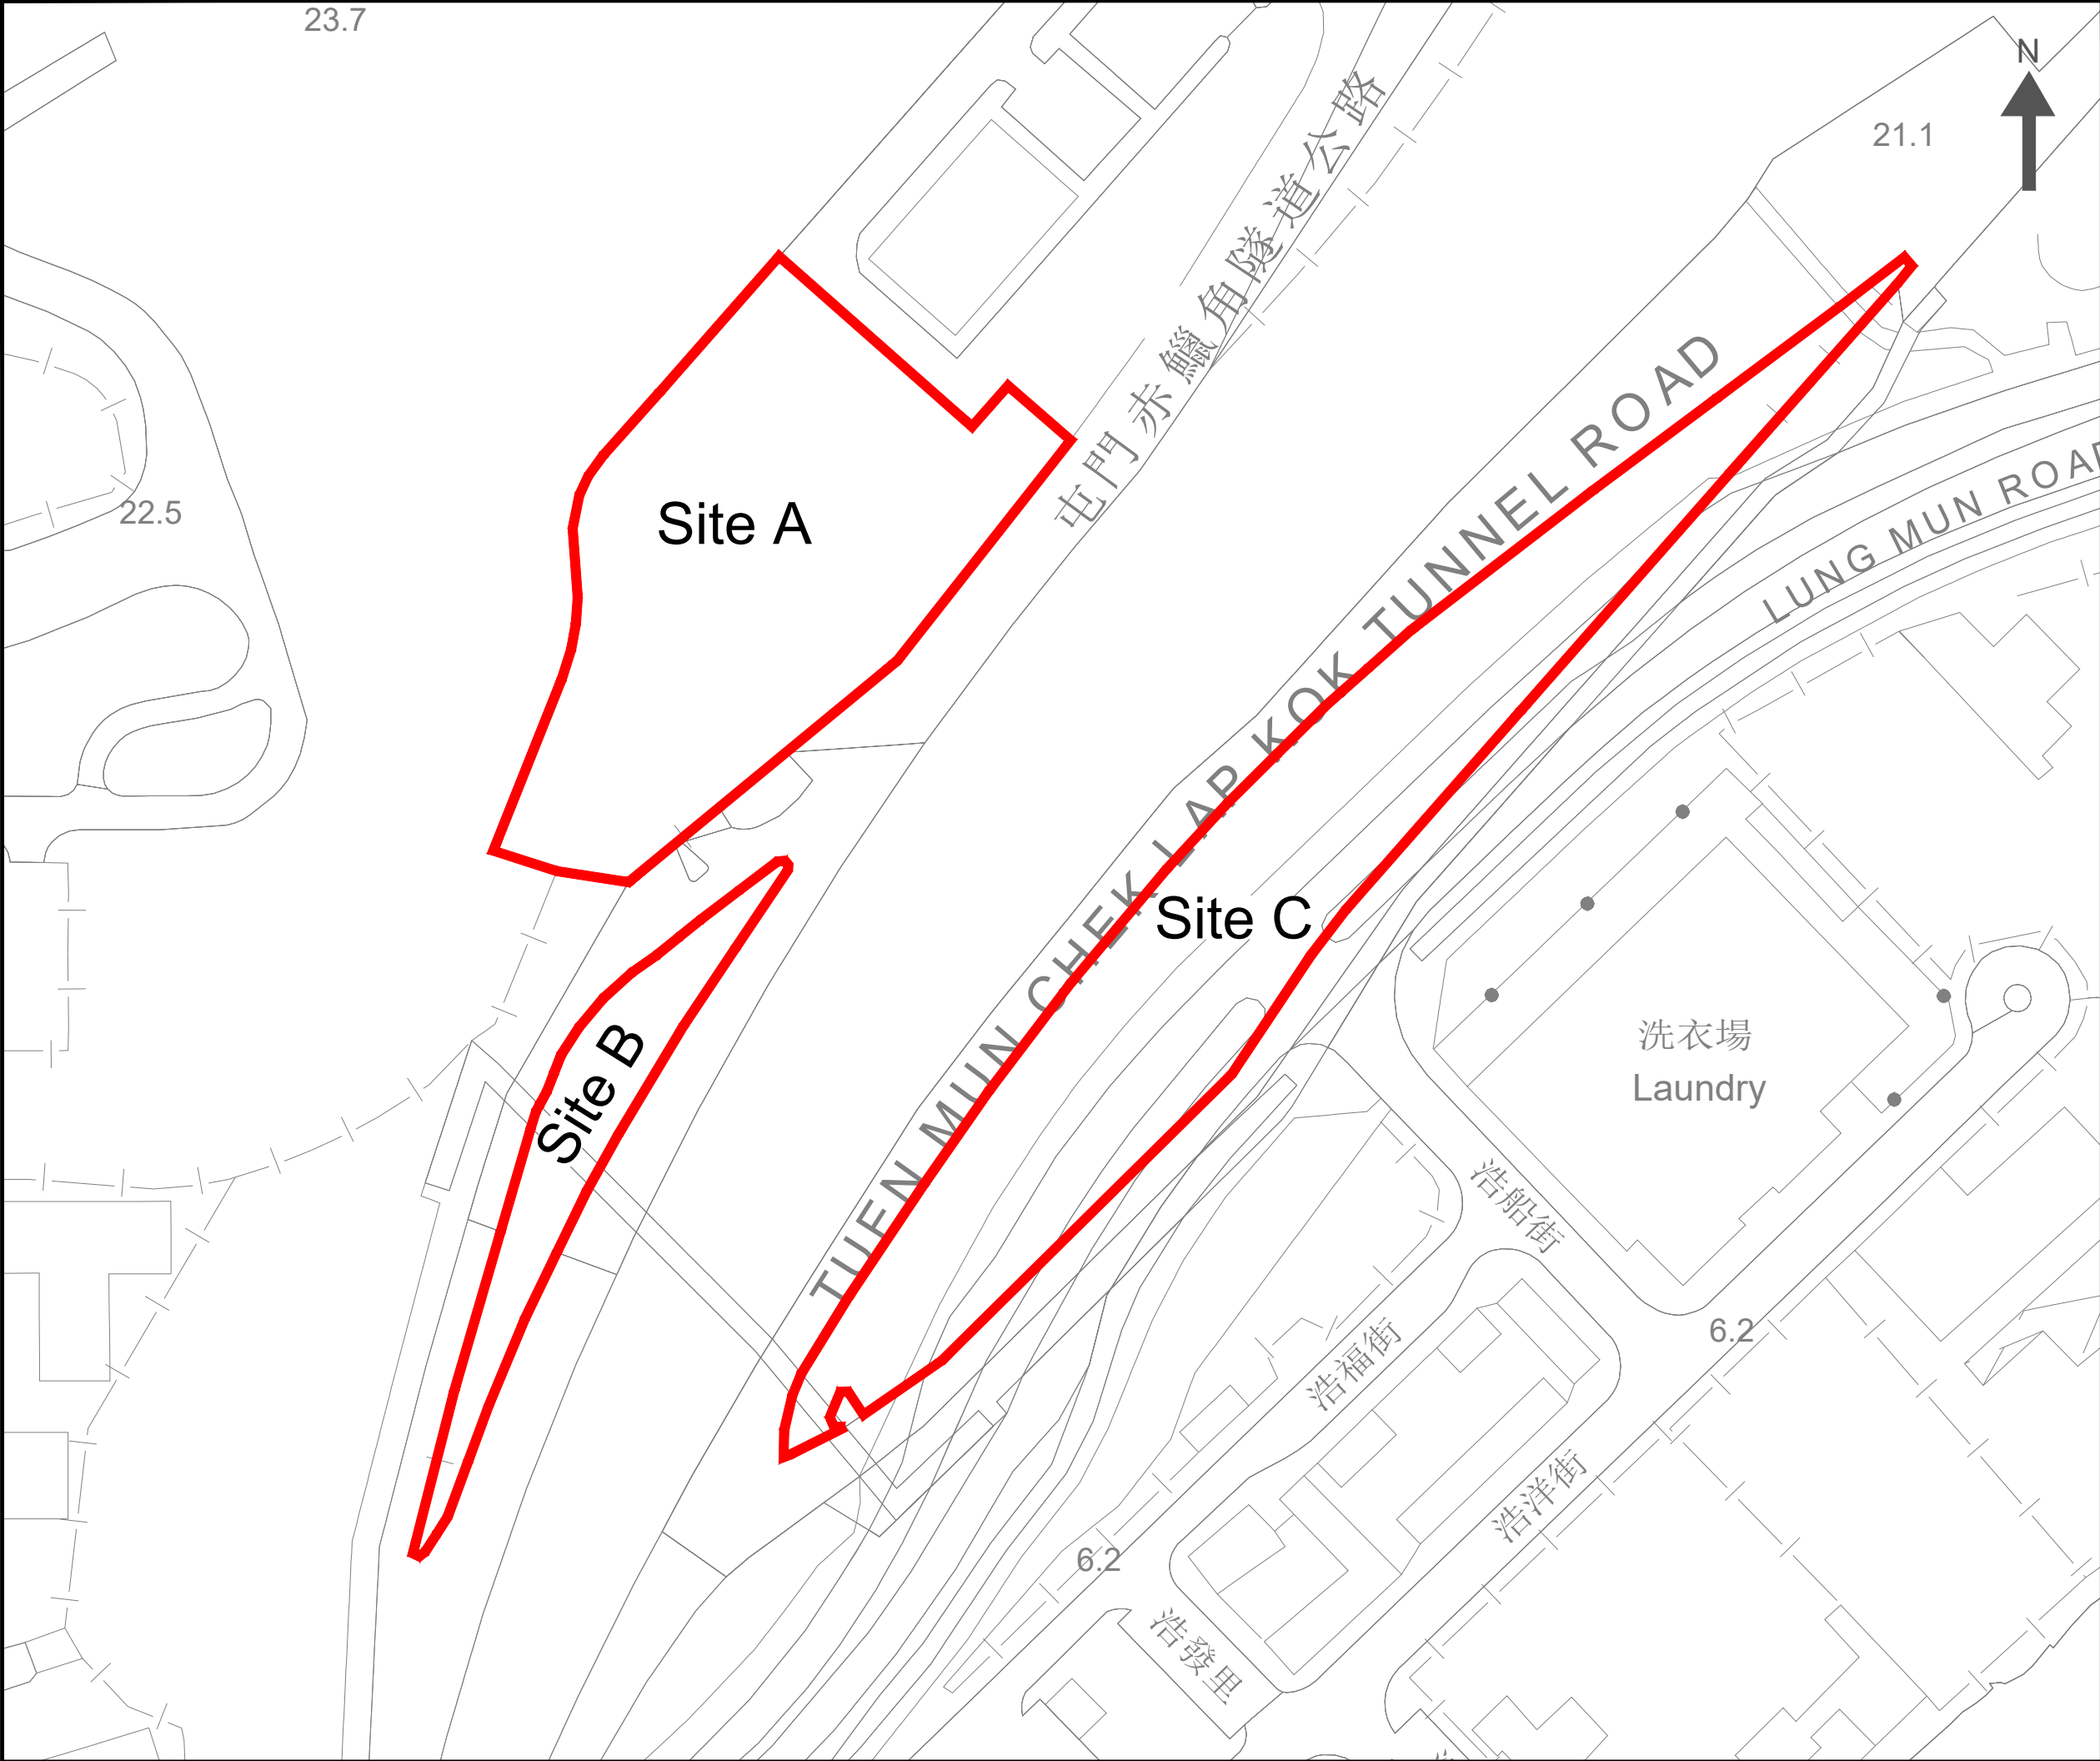 23.7
N
21.1
屯門赤鱲角隧道公路
22.5
Site A
TUEN MUN CHEK LAP KOK TUNNEL ROAD
LUNG MUN ROAD
Site C
Site B
洗衣場
Laundry
浩船街
6.2
浩福街
浩洋街
6.2
浩發里